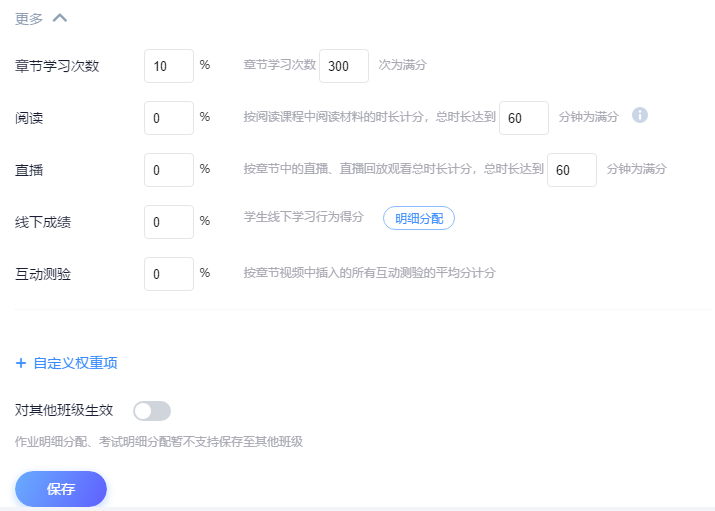 更多
章节学习次数 10 % 章节学习次数 300 次为满分
阅读 0 % 按阅读课程中阅读材料的时长计分，总时长达到 60 分钟为满分
直播 0 % 按章节中的直播、直播回放观看总时长计分，总时长达到 60 分钟为满分
线下成绩 0 % 学生线下学习行为得分 明细分配
互动测验 0 % 按章节视频中插入的所有互动测验的平均分计分
+ 自定义权重项
对其他班级生效
作业明细分配、考试明细分配暂不支持保存至其他班级
保存